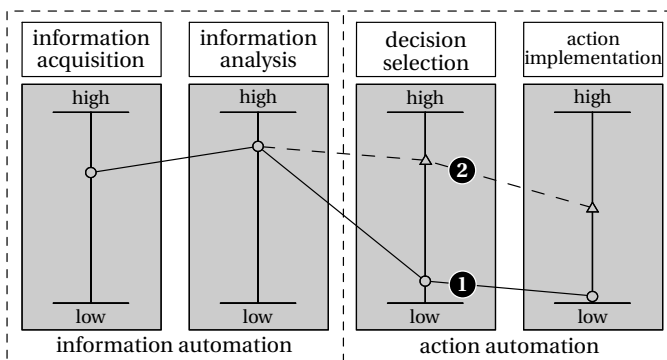 information
acquisition
information
analysis
decision
selection
action
implementation
high
high
high
high
2
1
low
low
low
low
information automation
action automation